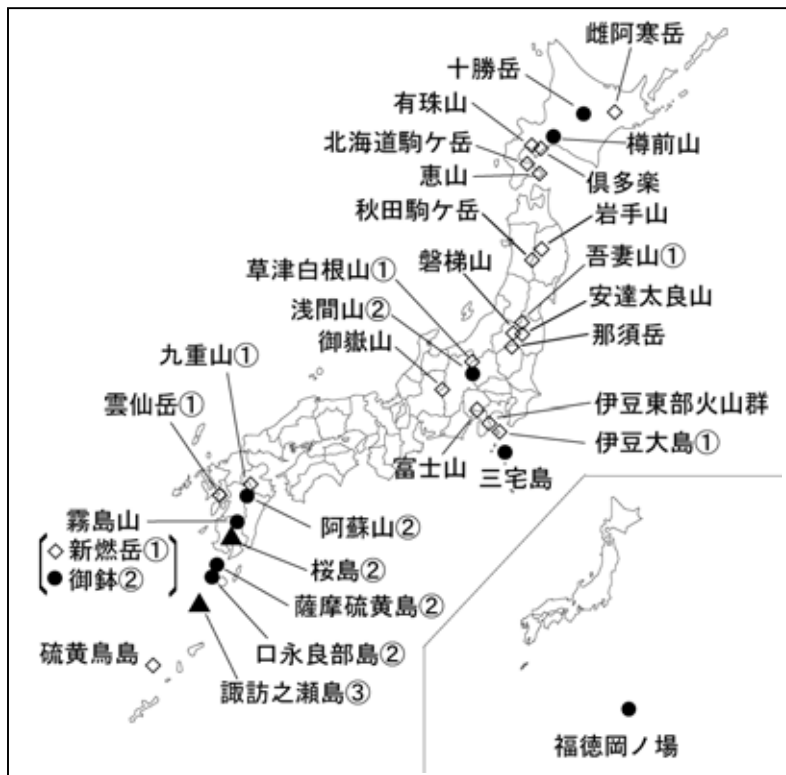 雌阿寒岳
十勝岳
有珠山
北海道駒ケ岳
樽前山
恵山
倶多楽
秋田駒ケ岳
岩手山
磐梯山
吾妻山①
草津白根山①
安達太良山
浅間山②
御嶽山
那須岳
九重山①
雲仙岳①
伊豆東部火山群
伊豆大島①
富士山
三宅島
霧島山
新燃岳①
御鉢②
阿蘇山②
桜島②
薩摩硫黄島②
硫黄鳥島
口永良部島②
諏訪之瀬島③
福徳岡ノ場